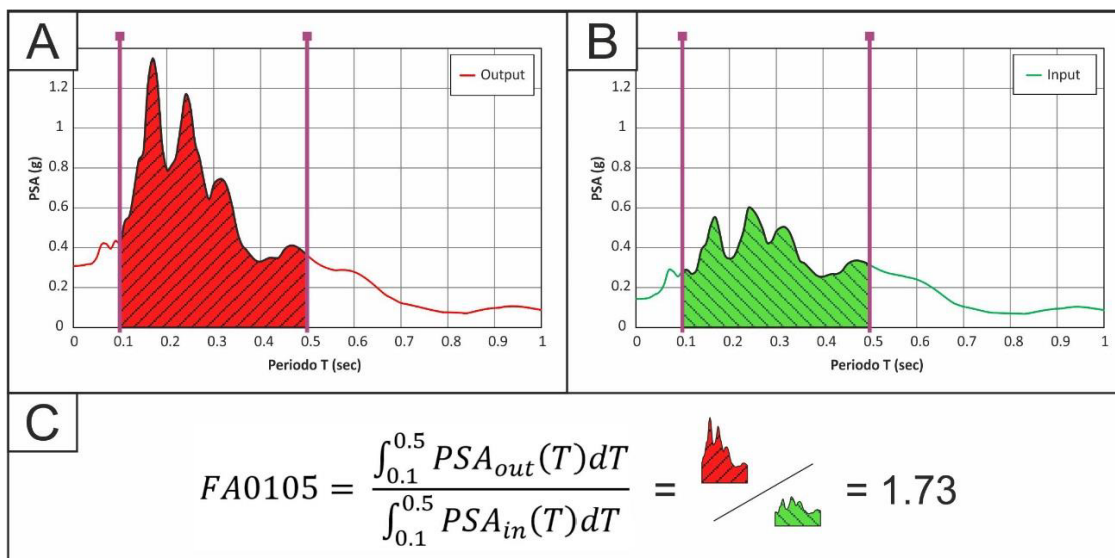 A
Output
1.2
1
0.8
0.6
0.4
0.2
0
PSA (g)
0 0.1 0.2 0.3 0.4 0.5 0.6 0.7 0.8 0.9 1
Periodo T (sec)
B
Input
1.2
1
0.8
0.6
0.4
0.2
0
PSA (g)
0 0.1 0.2 0.3 0.4 0.5 0.6 0.7 0.8 0.9 1
Periodo T (sec)
C
FA0105 = ∫_{0.1}^{0.5} PSA_{out}(T)dT / ∫_{0.1}^{0.5} PSA_{in}(T)dT = / = 1.73